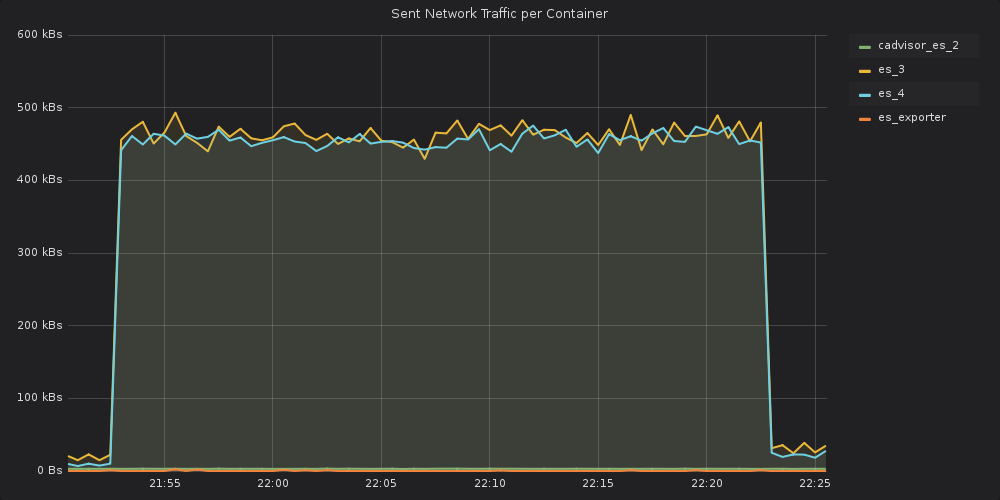 Sent Network Traffic per Container
600 kBs
500 kBs
400 kBs
300 kBs
200 kBs
100 kBs
0 Bs
21:55 22:00 22:05 22:10 22:15 22:20 22:25
cadvisor_es_2
es_3
es_4
es_exporter